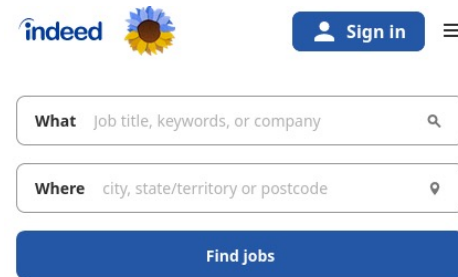 indeed
Sign in
What Job title, keywords, or company
Where city, state/territory or postcode
Find jobs